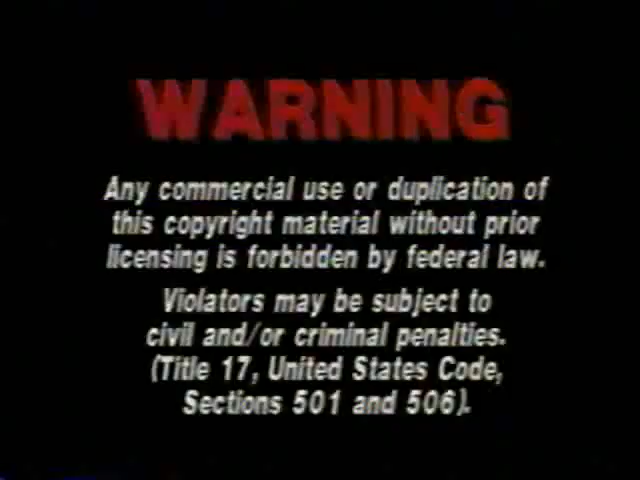 WARNING
Any commercial use or duplication of
this copyright material without prior
licensing is forbidden by federal law.
Violators may be subject to
civil and/or criminal penalties.
(Title 17, United States Code,
Sections 501 and 506).